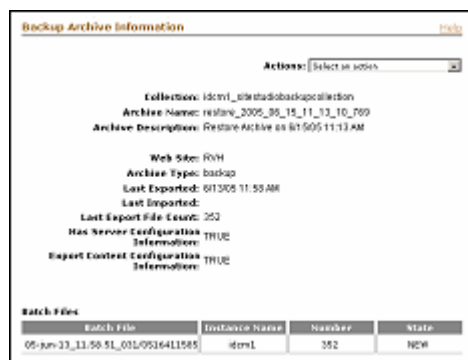 Backup Archive Information Help
Actions: Select an action
Collection: idcm1_sitestudiobackupcollection
Archive Name: restore_2005_06_15_11_13_10_769
Archive Description: Restore Archive on 6/15/05 11:13 AM
Web Site: RVH
Archive Type: backup
Last Exported: 6/13/05 11:58 AM
Last Imported:
Last Export File Count: 352
Has Server Configuration
Information: TRUE
Export Content Configuration
Information: TRUE
Batch Files
Batch File Instance Name Number State
05-jun-13_11.58.51_031/0516411585 idcm1 352 NEW